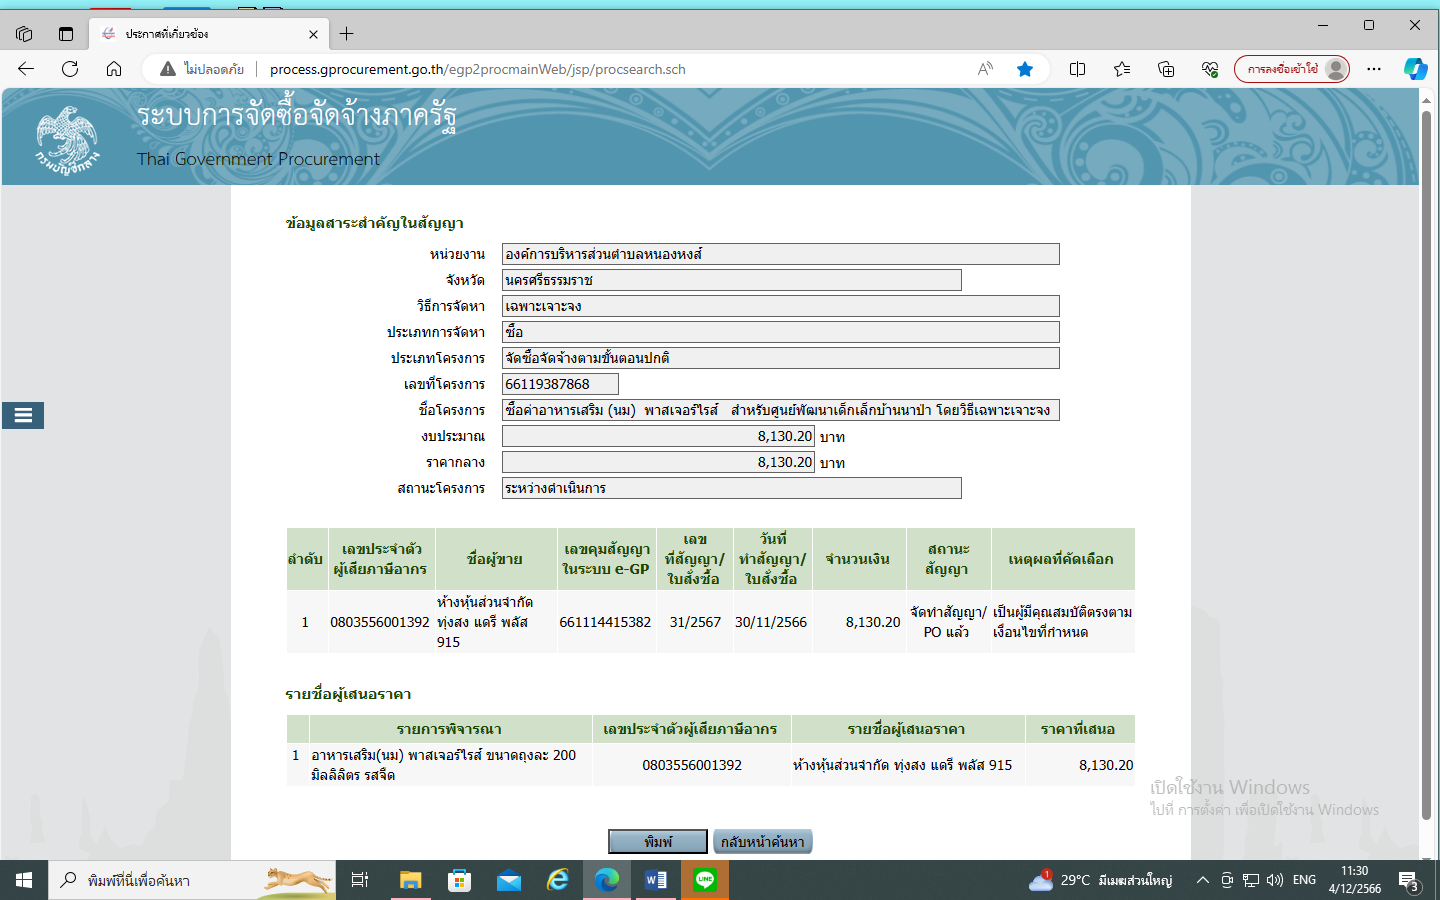 ประกาศที่เกี่ยวข้อง
ไม่ปลอดภัย
process.gprocurement.go.th/egp2procmainWeb/jsp/procsearch.sch
การลงชื่อเข้าใช้
ระบบการจัดซื้อจัดจ้างภาครัฐ
Thai Government Procurement
กรมบัญชีกลาง
ข้อมูลสาระสำคัญในสัญญา
หน่วยงาน องค์การบริหารส่วนตำบลหนองหงส์
จังหวัด นครศรีธรรมราช
วิธีการจัดหา เฉพาะเจาะจง
ประเภทการจัดหา ซื้อ
ประเภทโครงการ จัดซื้อจัดจ้างตามขั้นตอนปกติ
เลขที่โครงการ 66119387868
ชื่อโครงการ ซื้อค่าอาหารเสริม (นม) พาสเจอร์ไรส์ สำหรับศูนย์พัฒนาเด็กเล็กบ้านนาป่า โดยวิธีเฉพาะเจาะจง
งบประมาณ 8,130.20 บาท
ราคากลาง 8,130.20 บาท
สถานะโครงการ ระหว่างดำเนินการ
ลำดับ เลขประจำตัวผู้เสียภาษีอากร ชื่อผู้ขาย เลขคุมสัญญาในระบบ e-GP เลขที่สัญญา/ใบสั่งซื้อ วันที่ทำสัญญา/ใบสั่งซื้อ จำนวนเงิน สถานะสัญญา เหตุผลที่คัดเลือก
1 0803556001392 ห้างหุ้นส่วนจำกัด ทุ่งสง แดรี่ พลัส 915 661114415382 31/2567 30/11/2566 8,130.20 จัดทำสัญญา/PO แล้ว เป็นผู้มีคุณสมบัติตรงตามเงื่อนไขที่กำหนด
รายชื่อผู้เสนอราคา
รายการพิจารณา เลขประจำตัวผู้เสียภาษีอากร รายชื่อผู้เสนอราคา ราคาที่เสนอ
1 อาหารเสริม(นม) พาสเจอร์ไรส์ ขนาดถุงละ 200 มิลลิลิตร รสจืด 0803556001392 ห้างหุ้นส่วนจำกัด ทุ่งสง แดรี่ พลัส 915 8,130.20
เปิดใช้งาน Windows
ไปที่ การตั้งค่า เพื่อเปิดใช้งาน Windows
พิมพ์ กลับหน้าค้นหา
พิมพ์ที่นี่เพื่อค้นหา
LINE
1
29°C มีเมฆส่วนใหญ่
ENG
11:30
4/12/2566
3